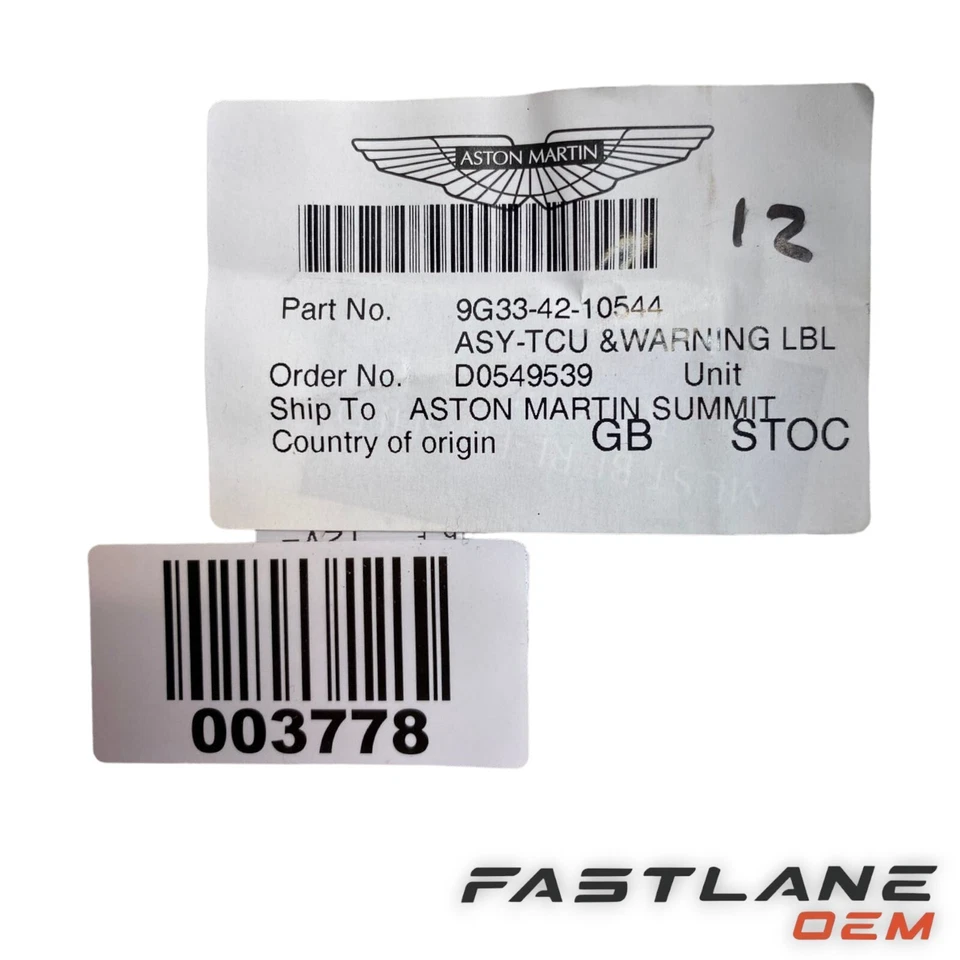 ASTON MARTIN
12
Part No. 9G33-42-10544
ASY-TCU &WARNING LBL
Order No. D0549539 Unit
Ship To ASTON MARTIN SUMMIT
Country of origin GB STOC
003778
FASTLANE
OEM